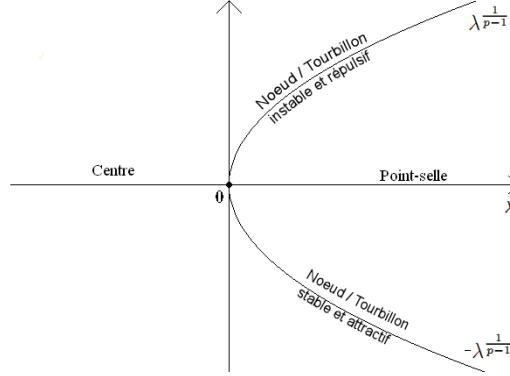 λ^{1/(p-1)}
Noeud / Tourbillon
instable et répulsif
Centre
Point-selle
0
λ
Noeud / Tourbillon
stable et attractif
-λ^{1/(p-1)}